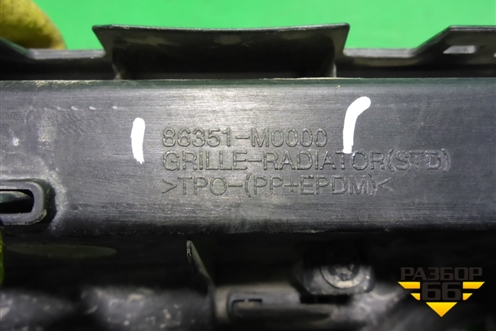 86351-M0000
GRILLE-RADIATOR(STD)
>TPO-(PP+EPDM)<
РАЗБОР
66